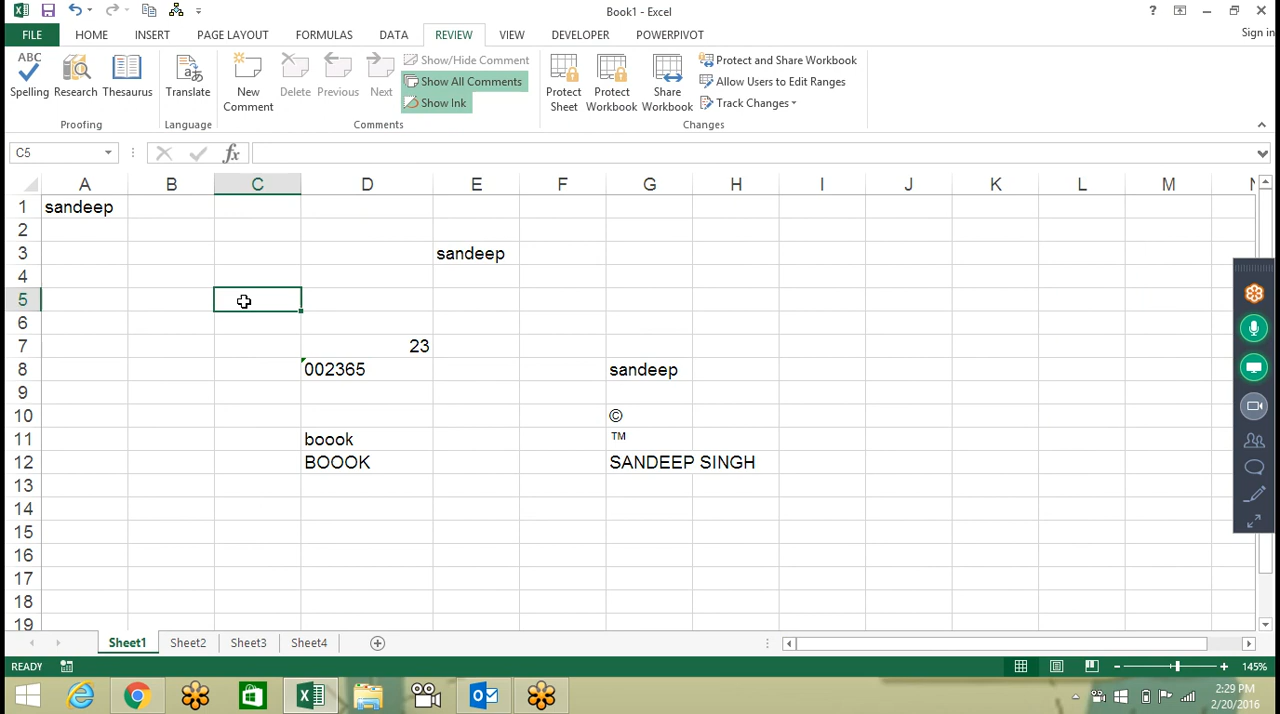 Book1 - Excel
?
FILE HOME INSERT PAGE LAYOUT FORMULAS DATA REVIEW VIEW DEVELOPER POWERPIVOT Sign in
ABC
Spelling Research Thesaurus Translate New Comment Delete Previous Next
Show/Hide Comment
Show All Comments
Show Ink
Protect Sheet Protect Workbook Share Workbook
Protect and Share Workbook
Allow Users to Edit Ranges
Track Changes
Proofing Language Comments Changes
C5 fx
A B C D E F G H I J K L M N
1 sandeep
2
3 sandeep
4
5
6
7 23
8 002365 sandeep
9
10 ©
11 boook ™
12 BOOOK SANDEEP SINGH
13
14
15
16
17
18
19
Sheet1 Sheet2 Sheet3 Sheet4
READY 145%
2:29 PM
2/20/2016